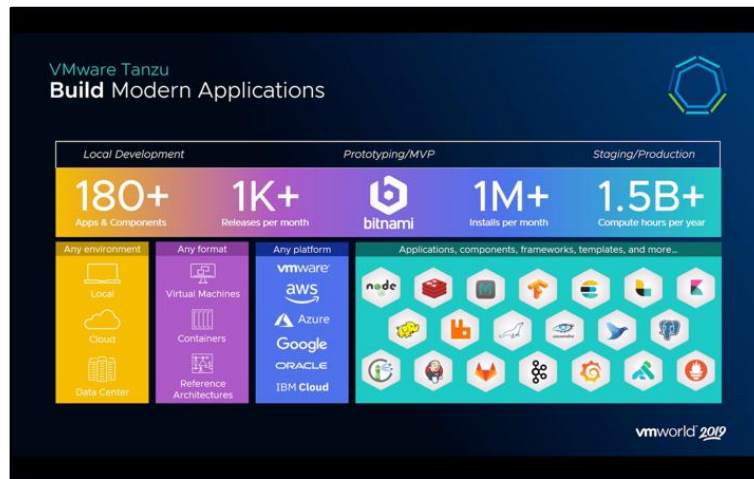 VMware Tanzu
Build Modern Applications
Local Development
Prototyping/MVP
Staging/Production
180+
Apps & Components
1K+
Releases per month
bitnami
1M+
Installs per month
1.5B+
Compute hours per year
Any environment
Local
Cloud
Data Center
Any format
Virtual Machines
Containers
Reference
Architectures
Any platform
vmware
aws
Azure
Google
ORACLE
IBM Cloud
Applications, components, frameworks, templates, and more...
node
cassandra
vmworld 2019